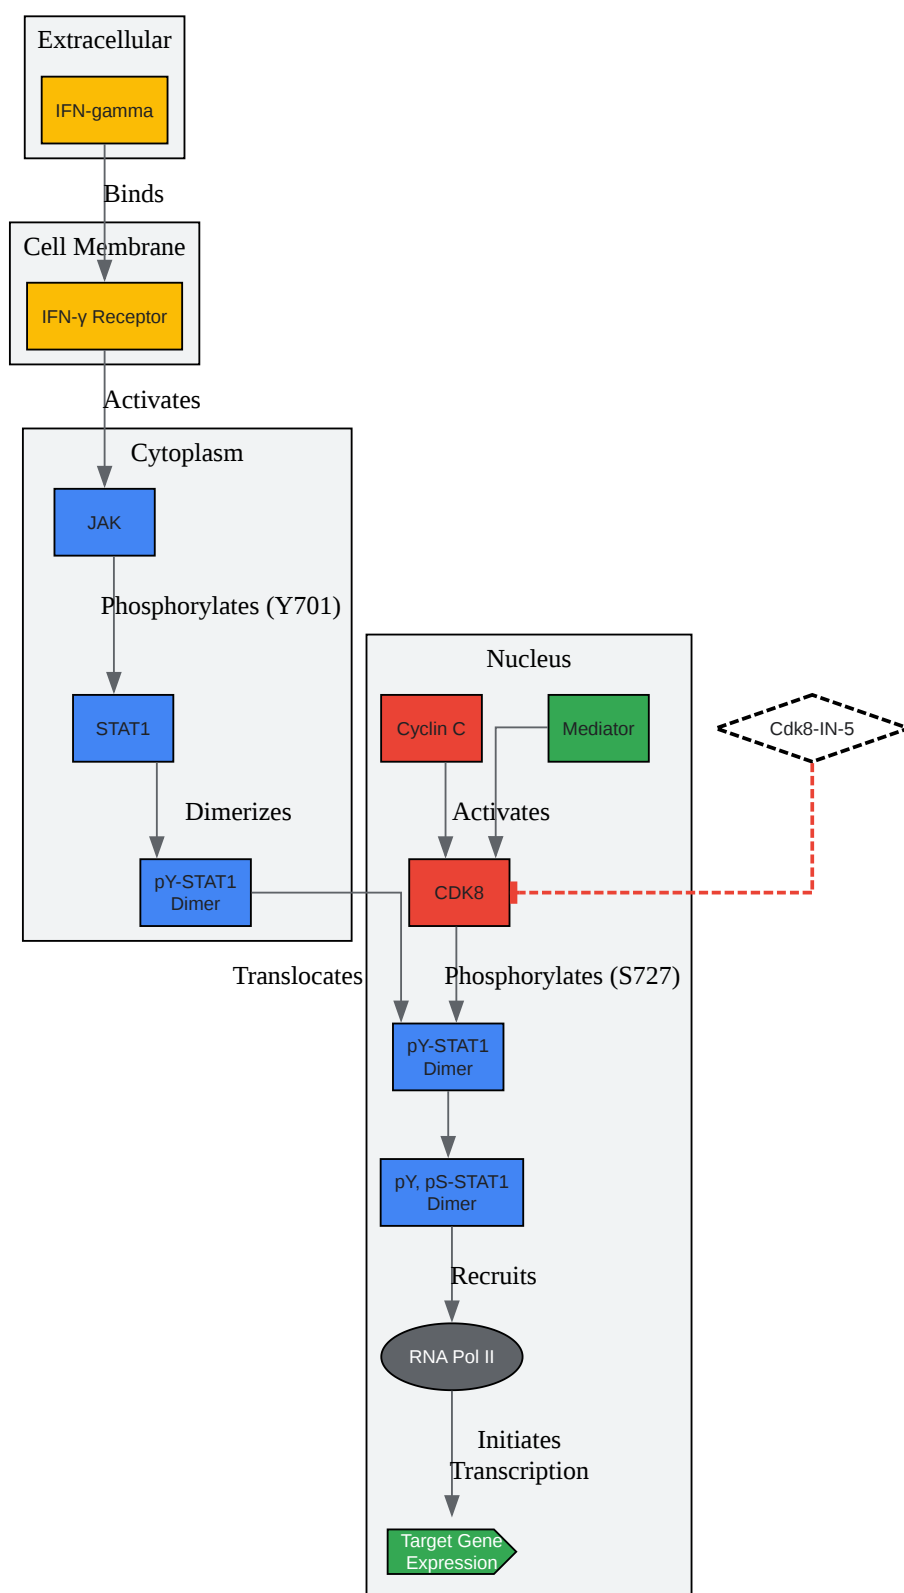 Extracellular
IFN-gamma
Binds
Cell Membrane
IFN-γ Receptor
Activates
Cytoplasm
JAK
Phosphorylates (Y701)
Nucleus
STAT1
Cyclin C
Mediator
Cdk8-IN-5
Dimerizes
Activates
pY-STAT1
Dimer
CDK8
Translocates
Phosphorylates (S727)
pY-STAT1
Dimer
pY, pS-STAT1
Dimer
Recruits
RNA Pol II
Initiates
Transcription
Target Gene
Expression